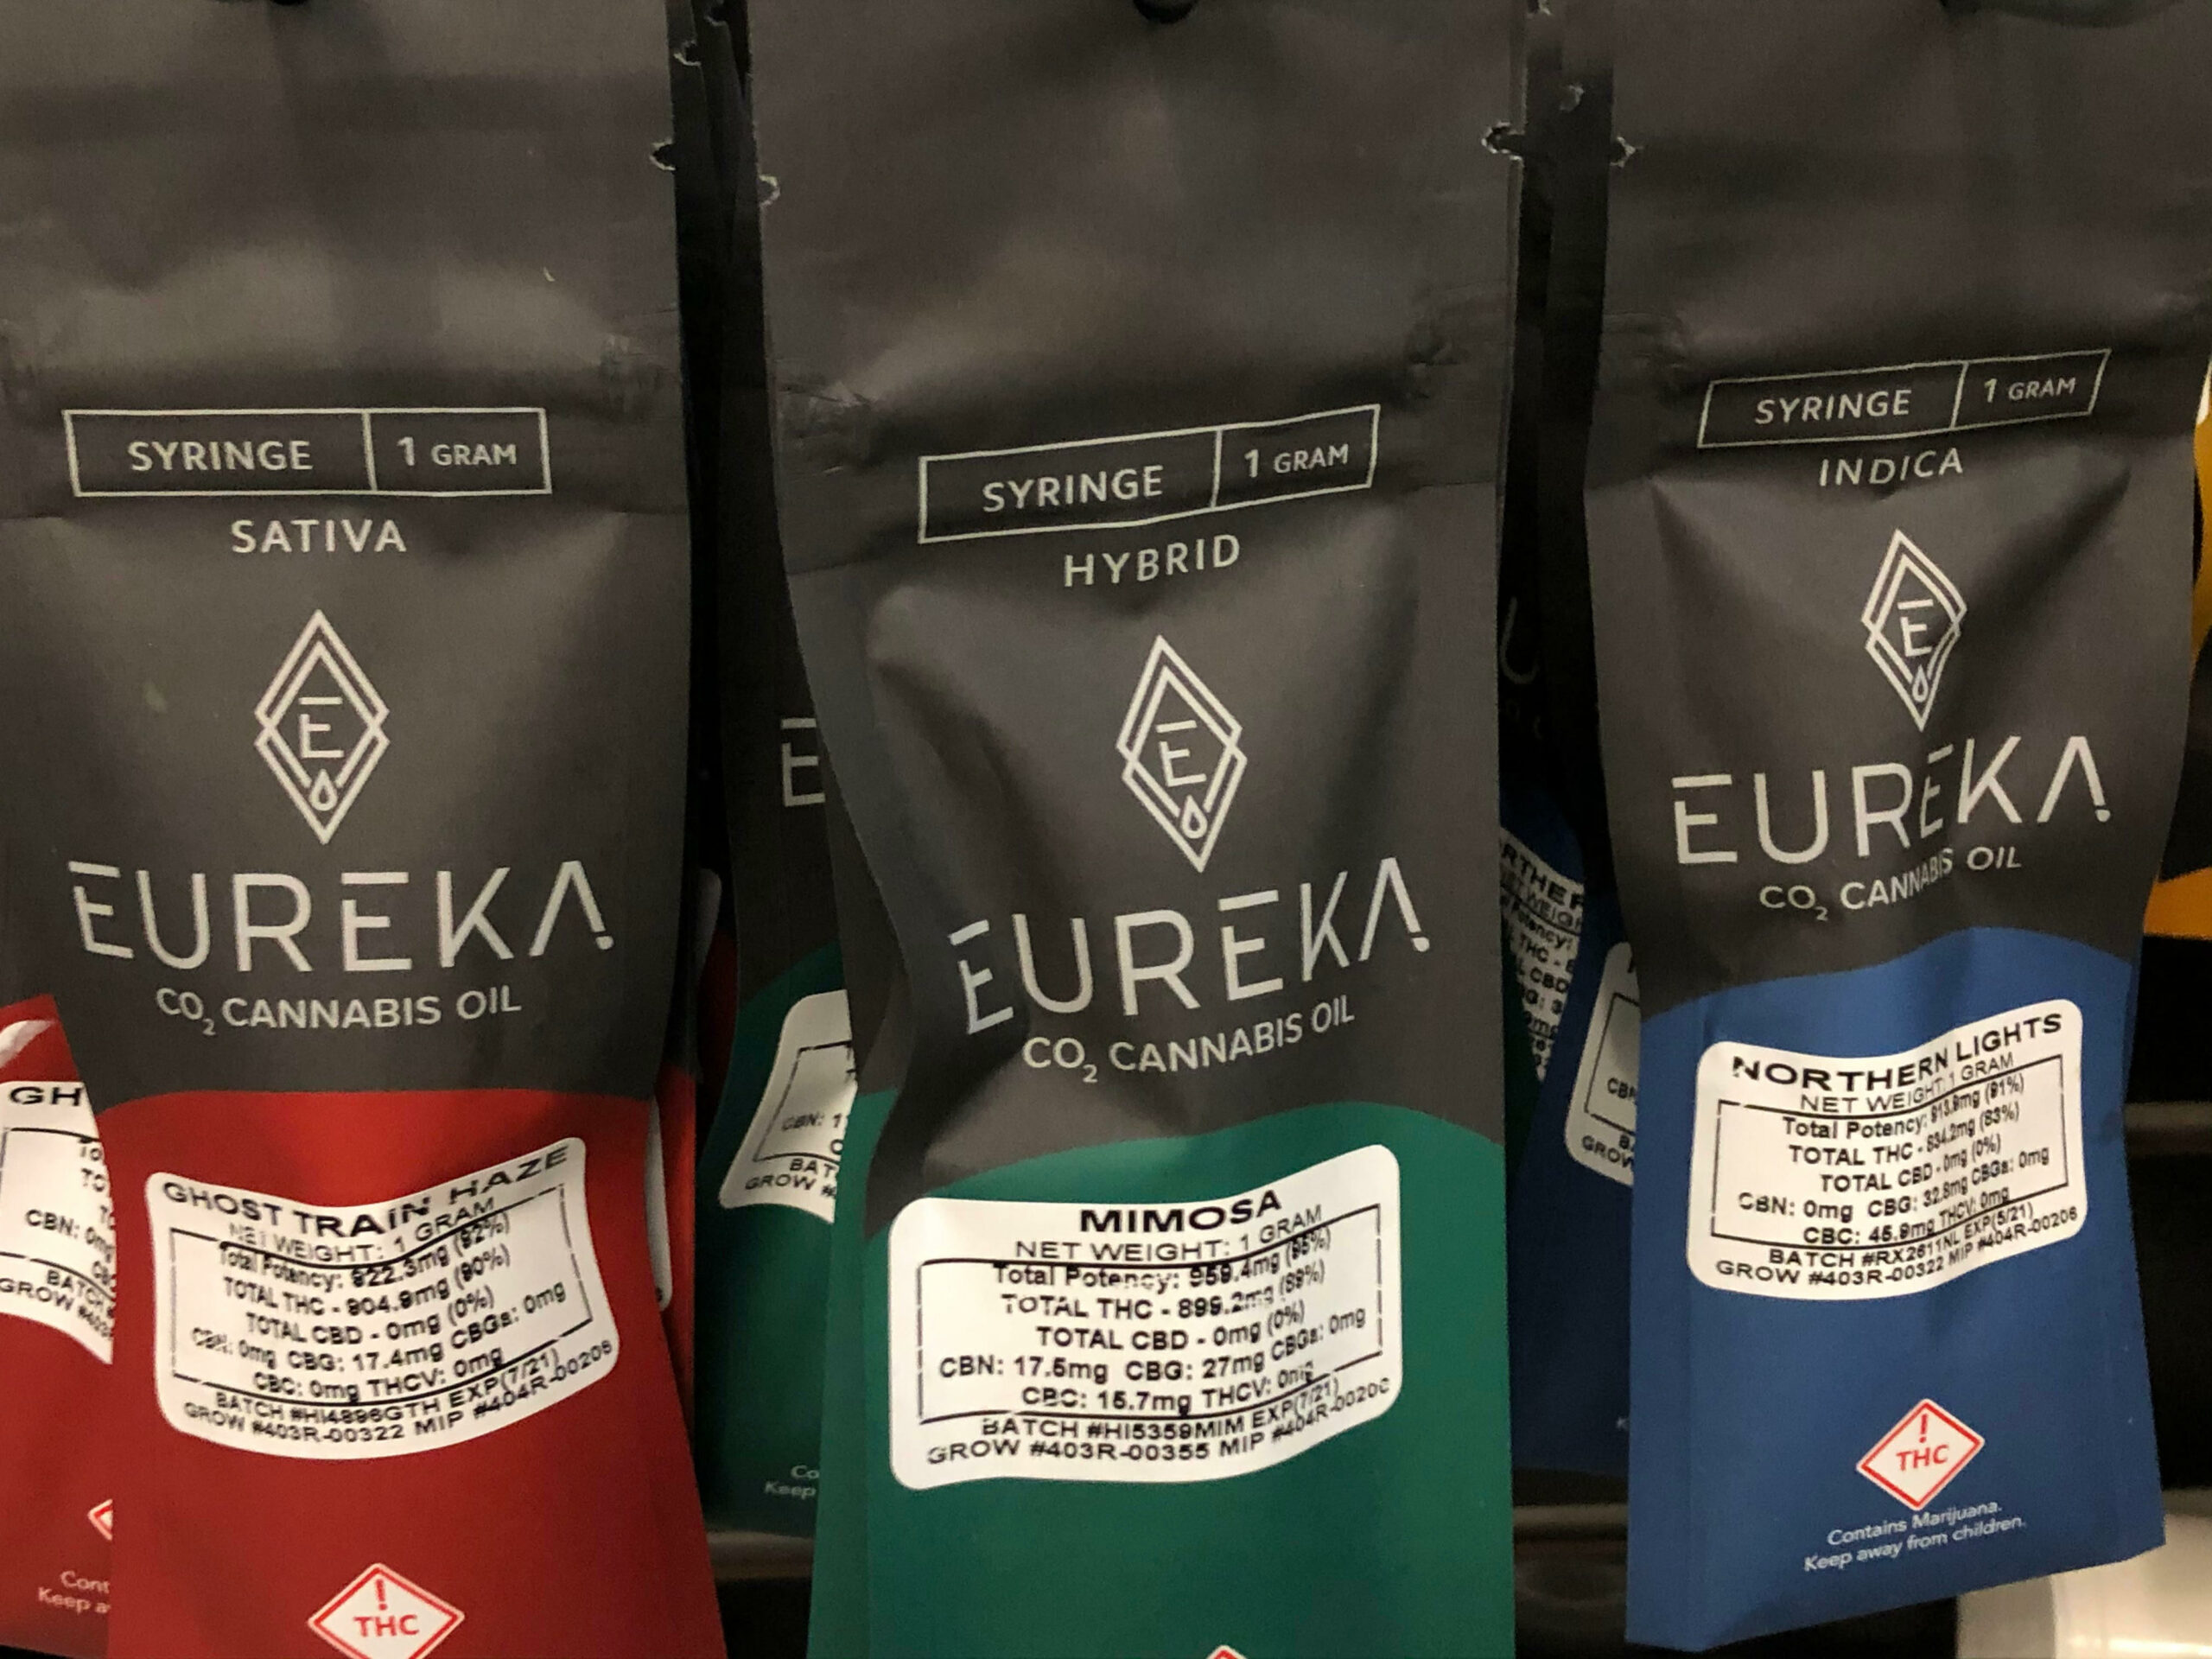 SYRINGE 1 GRAM
SATIVA
E
EUREKA
CO2 CANNABIS OIL
GHOST TRAIN HAZE
NET WEIGHT: 1 GRAM
Total Potency: 922.3mg (92%)
TOTAL THC - 904.9mg (90%)
TOTAL CBD - 0mg (0%)
CBN: 0mg CBG: 17.4mg CBGa: 0mg
CBC: 0mg THCV: 0mg
BATCH #HI4896GTH EXP(7/21)
GROW #403R-00322 MIP #404R-00206
!
THC
SYRINGE 1 GRAM
HYBRID
E
EUREKA
CO2 CANNABIS OIL
MIMOSA
NET WEIGHT: 1 GRAM
Total Potency: 959.4mg (95%)
TOTAL THC - 899.2mg (89%)
TOTAL CBD - 0mg (0%)
CBN: 17.5mg CBG: 27mg CBGa: 0mg
CBC: 15.7mg THCV: 0mg
BATCH #HI5359MIM EXP(7/21)
GROW #403R-00355 MIP #404R-00206
SYRINGE 1 GRAM
INDICA
E
EUREKA
CO2 CANNABIS OIL
NORTHERN LIGHTS
NET WEIGHT: 1 GRAM
Total Potency: 913.9mg (91%)
TOTAL THC - 834.2mg (83%)
TOTAL CBD - 0mg (0%)
CBN: 0mg CBG: 32.8mg CBGa: 0mg
CBC: 45.9mg THCV: 0mg
BATCH #RX2611NL EXP(5/21)
GROW #403R-00322 MIP #404R-00206
!
THC
Contains Marijuana.
Keep away from children.